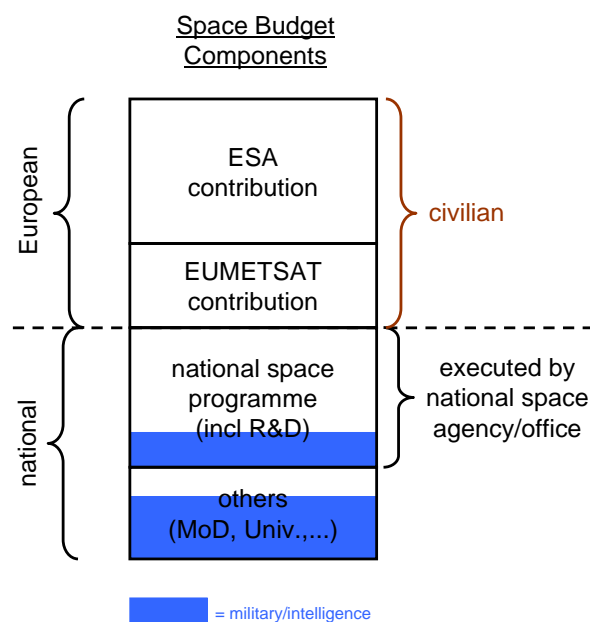 Space Budget
Components
European
ESA
contribution
civilian
EUMETSAT
contribution
national
national space
programme
(incl R&D)
executed by
national space
agency/office
others
(MoD, Univ.,...)
= military/intelligence